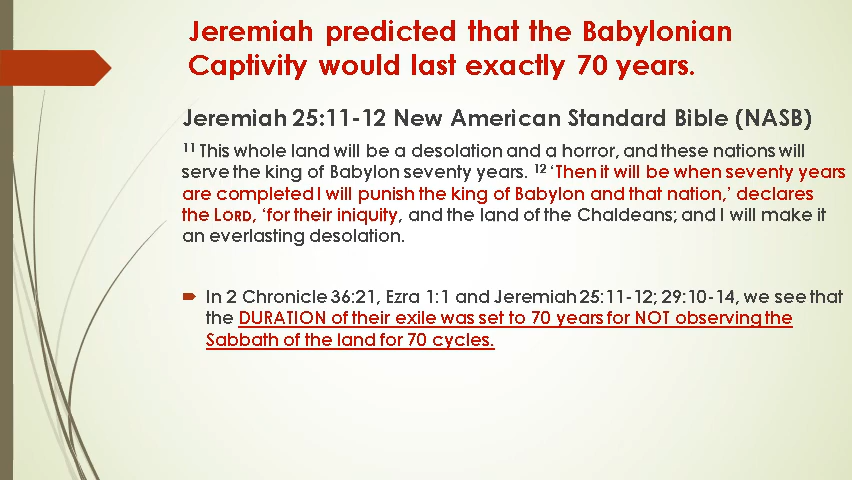 Jeremiah predicted that the Babylonian
Captivity would last exactly 70 years.
Jeremiah 25:11-12 New American Standard Bible (NASB)
11 This whole land will be a desolation and a horror, and these nations will
serve the king of Babylon seventy years. 12 ‘Then it will be when seventy years
are completed I will punish the king of Babylon and that nation,’ declares
the LORD, ‘for their iniquity, and the land of the Chaldeans; and I will make it
an everlasting desolation.
In 2 Chronicle 36:21, Ezra 1:1 and Jeremiah 25:11-12; 29:10-14, we see that
the DURATION of their exile was set to 70 years for NOT observing the
Sabbath of the land for 70 cycles.